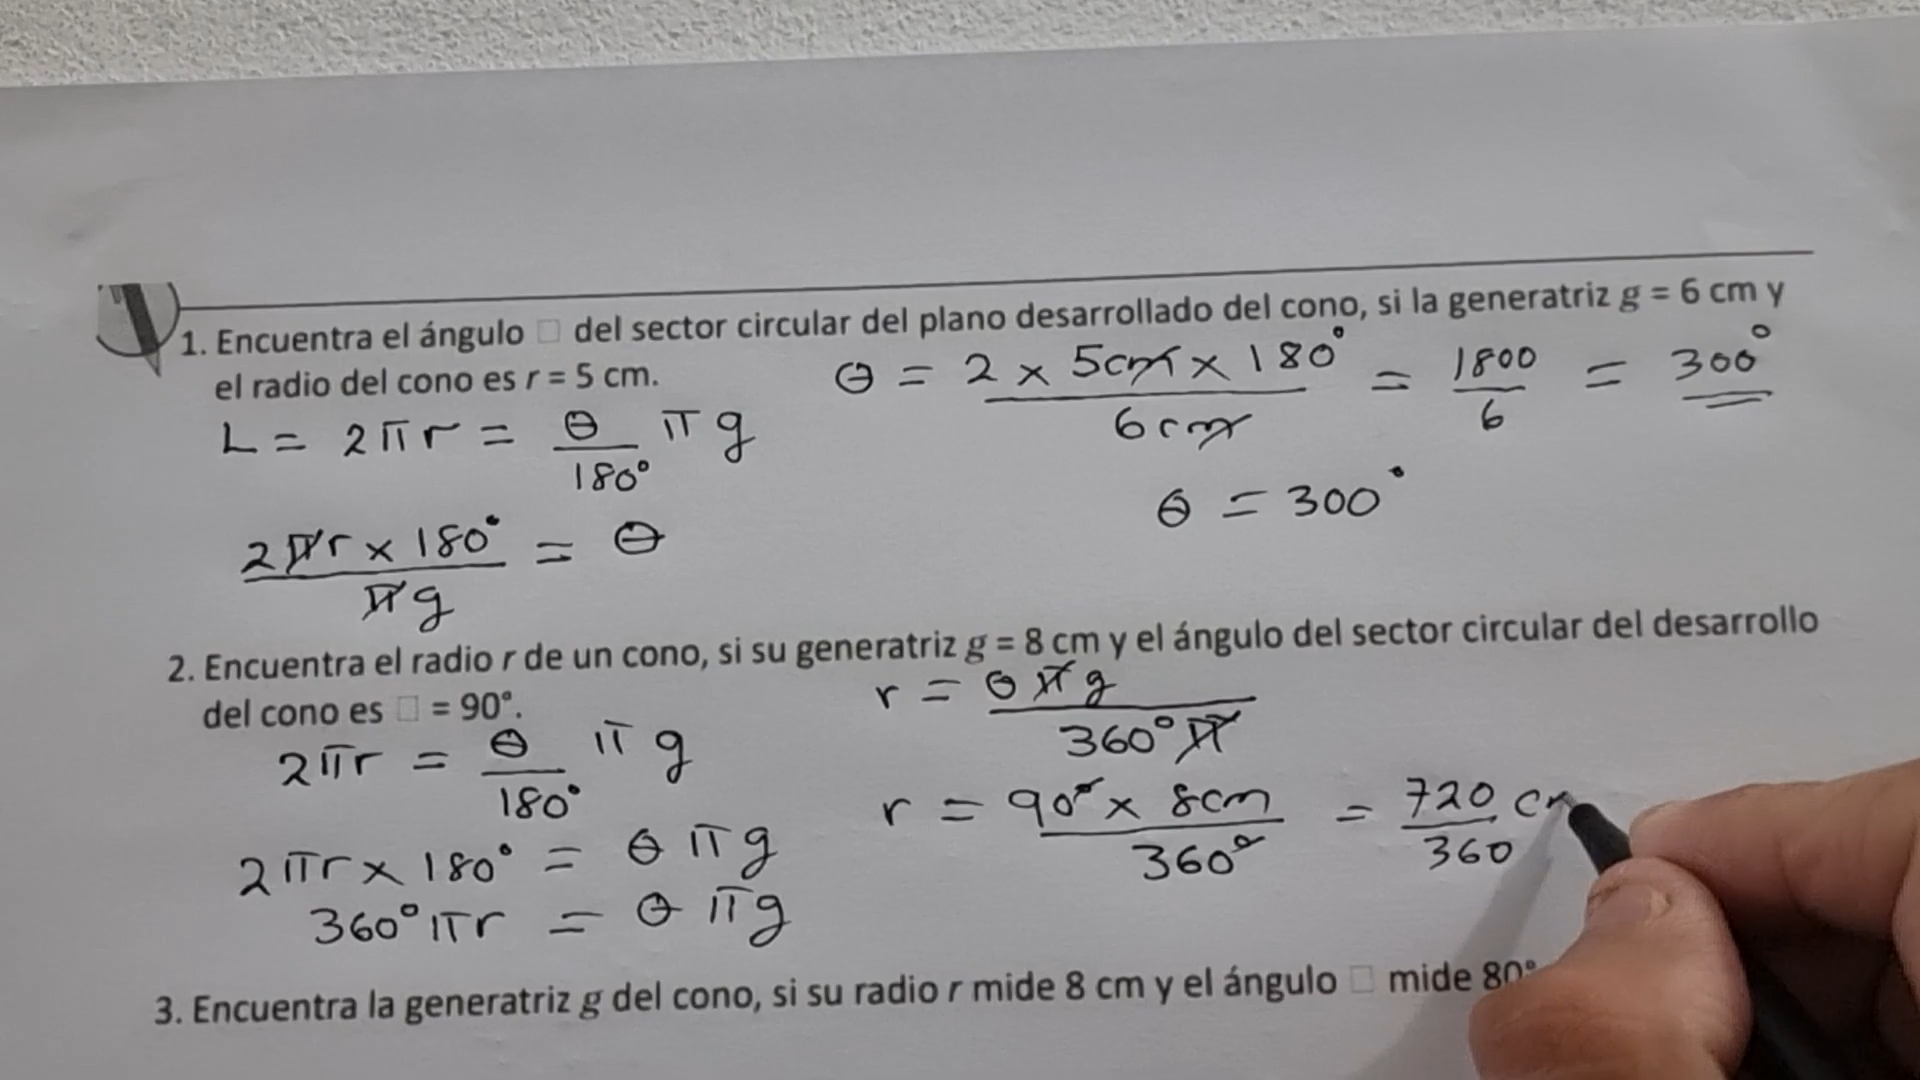 1. Encuentra el ángulo □ del sector circular del plano desarrollado del cono, si la generatriz g = 6 cm y
el radio del cono es r = 5 cm.
L = 2πr = θ/180° πg
2πr x 180°/πg = θ
θ = 2 x 5cm x 180°/6cm = 1800/6 = 300°
θ = 300°
2. Encuentra el radio r de un cono, si su generatriz g = 8 cm y el ángulo del sector circular del desarrollo
del cono es □ = 90°.
2πr = θ/180° πg
2πr x 180° = θπg
360°πr = θπg
r = θπg/360°π
r = 90° x 8cm/360° = 720/360 cm
3. Encuentra la generatriz g del cono, si su radio r mide 8 cm y el ángulo □ mide 80°